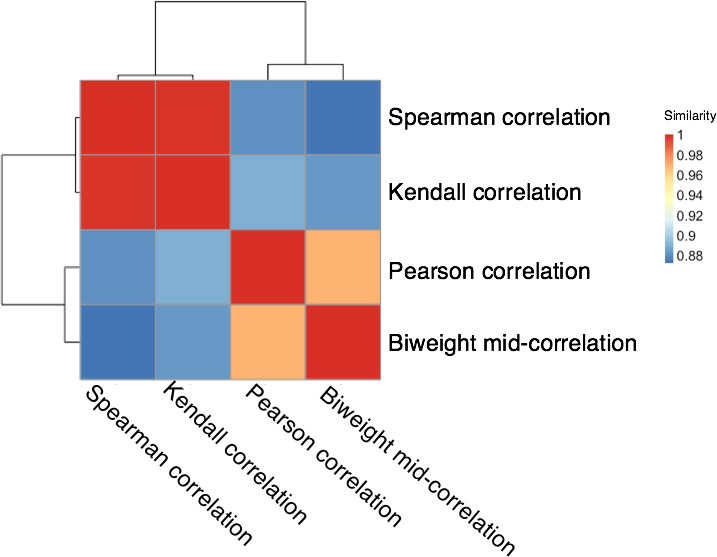 Spearman correlation
Kendall correlation
Pearson correlation
Biweight mid-correlation
Similarity
1
0.98
0.96
0.94
0.92
0.9
0.88
Spearman correlation
Kendall correlation
Pearson correlation
Biweight mid-correlation